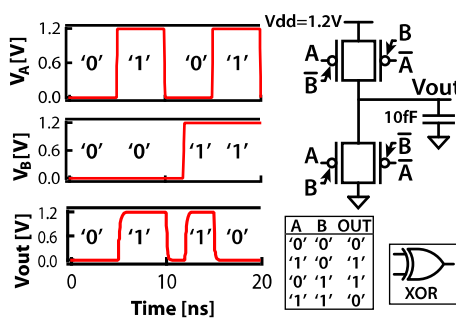 V_A[V]
1.2
0.6
0.0
‘0’ ‘1’ ‘0’ ‘1’
V_B[V]
1.2
0.6
0.0
‘0’ ‘0’ ‘1’ ‘1’
Vout[V]
1.2
0.6
0.0
‘0’ ‘1’ ‘1’ ‘0’
0 10 20
Time [ns]
Vdd=1.2V
A B
B̅ A̅
Vout
10fF
A B̅
B A̅
A B OUT
‘0’ ‘0’ ‘0’
‘1’ ‘0’ ‘1’
‘0’ ‘1’ ‘1’
‘1’ ‘1’ ‘0’
XOR